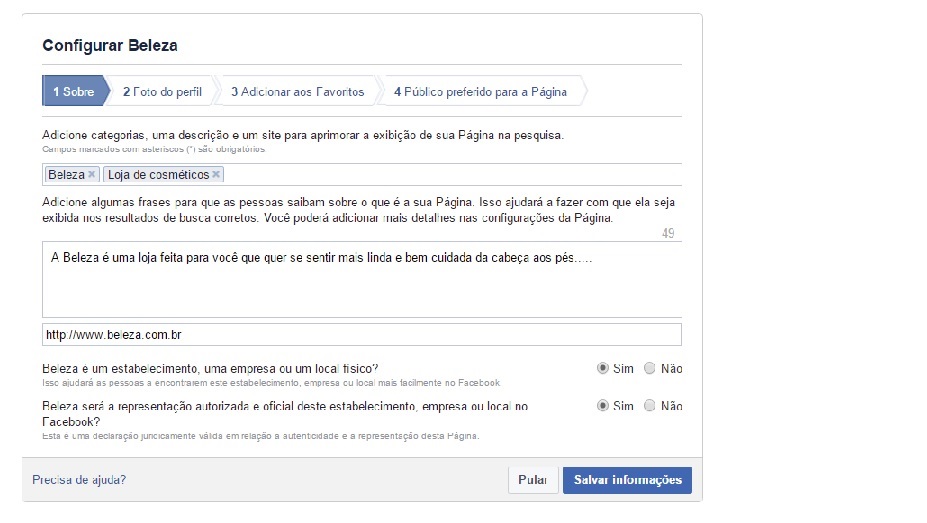 Configurar Beleza
1 Sobre 2 Foto do perfil 3 Adicionar aos Favoritos 4 Público preferido para a Página
Adicione categorias, uma descrição e um site para aprimorar a exibição de sua Página na pesquisa.
Campos marcados com asteriscos (*) são obrigatórios.
Beleza × Loja de cosméticos ×
Adicione algumas frases para que as pessoas saibam sobre o que é a sua Página. Isso ajudará a fazer com que ela seja
exibida nos resultados de busca corretos. Você poderá adicionar mais detalhes nas configurações da Página.
49
A Beleza é uma loja feita para você que quer se sentir mais linda e bem cuidada da cabeça aos pés.....
http://www.beleza.com.br
Beleza é um estabelecimento, uma empresa ou um local físico? Sim Não
Isso ajudará as pessoas a encontrarem este estabelecimento, empresa ou local mais facilmente no Facebook.
Beleza será a representação autorizada e oficial deste estabelecimento, empresa ou local no Sim Não
Facebook?
Esta é uma declaração juridicamente válida em relação à autenticidade e à representação desta Página.
Precisa de ajuda? Pular Salvar informações